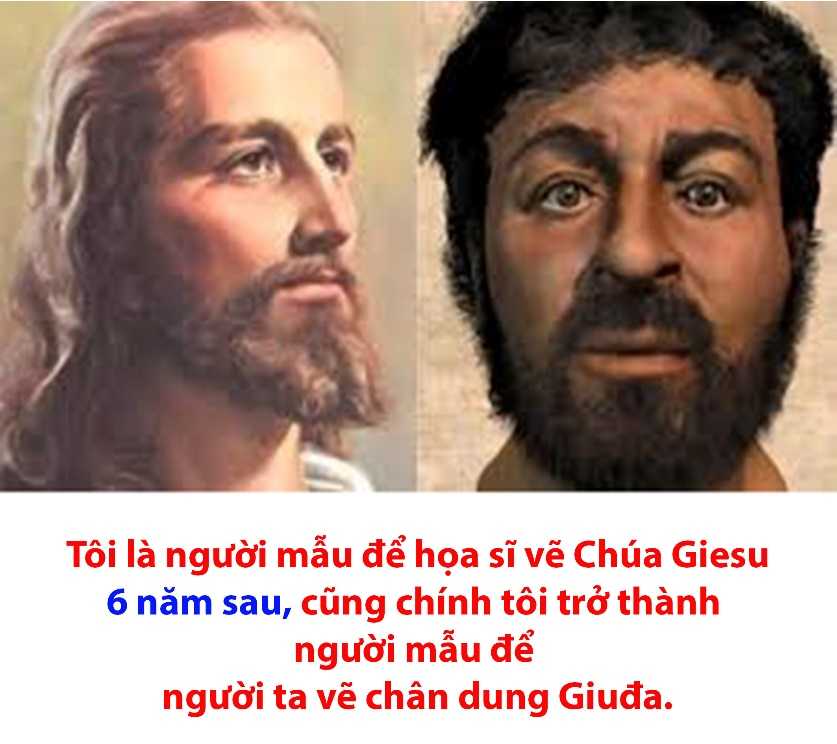 Tôi là người mẫu để họa sĩ vẽ Chúa Giesu
6 năm sau, cũng chính tôi trở thành
người mẫu để
người ta vẽ chân dung Giuđa.